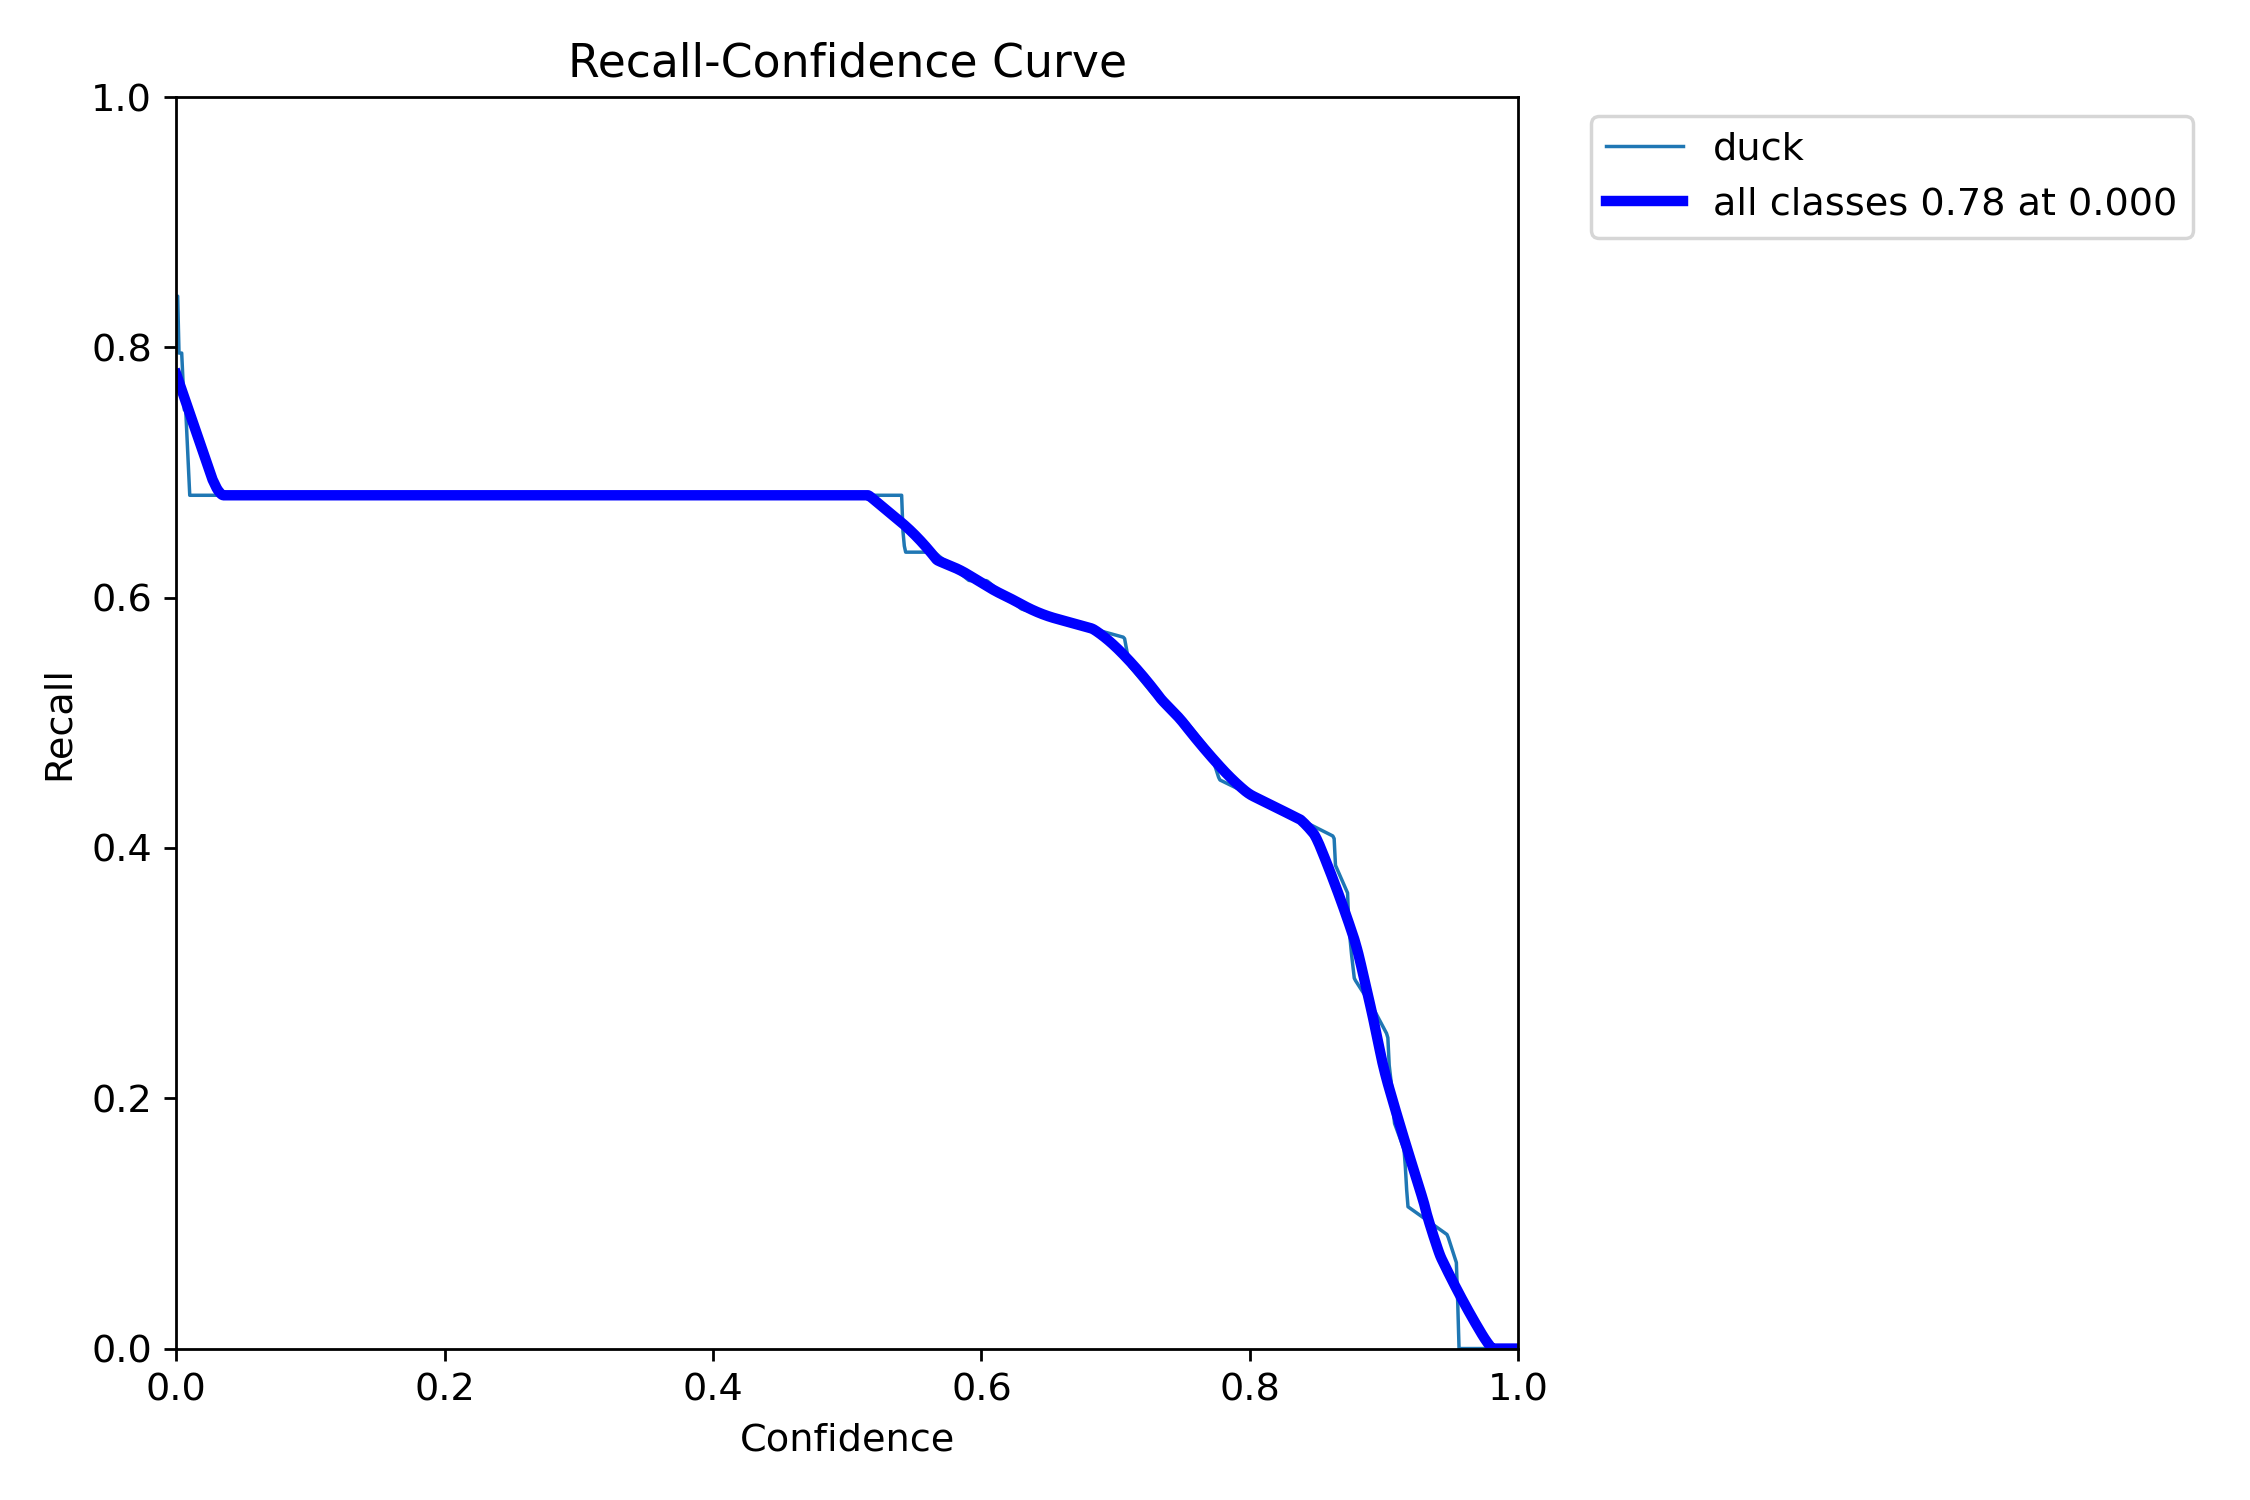 Recall-Confidence Curve
1.0
0.8
0.6
0.4
0.2
0.0
Recall
0.0 0.2 0.4 0.6 0.8 1.0
Confidence
duck
all classes 0.78 at 0.000